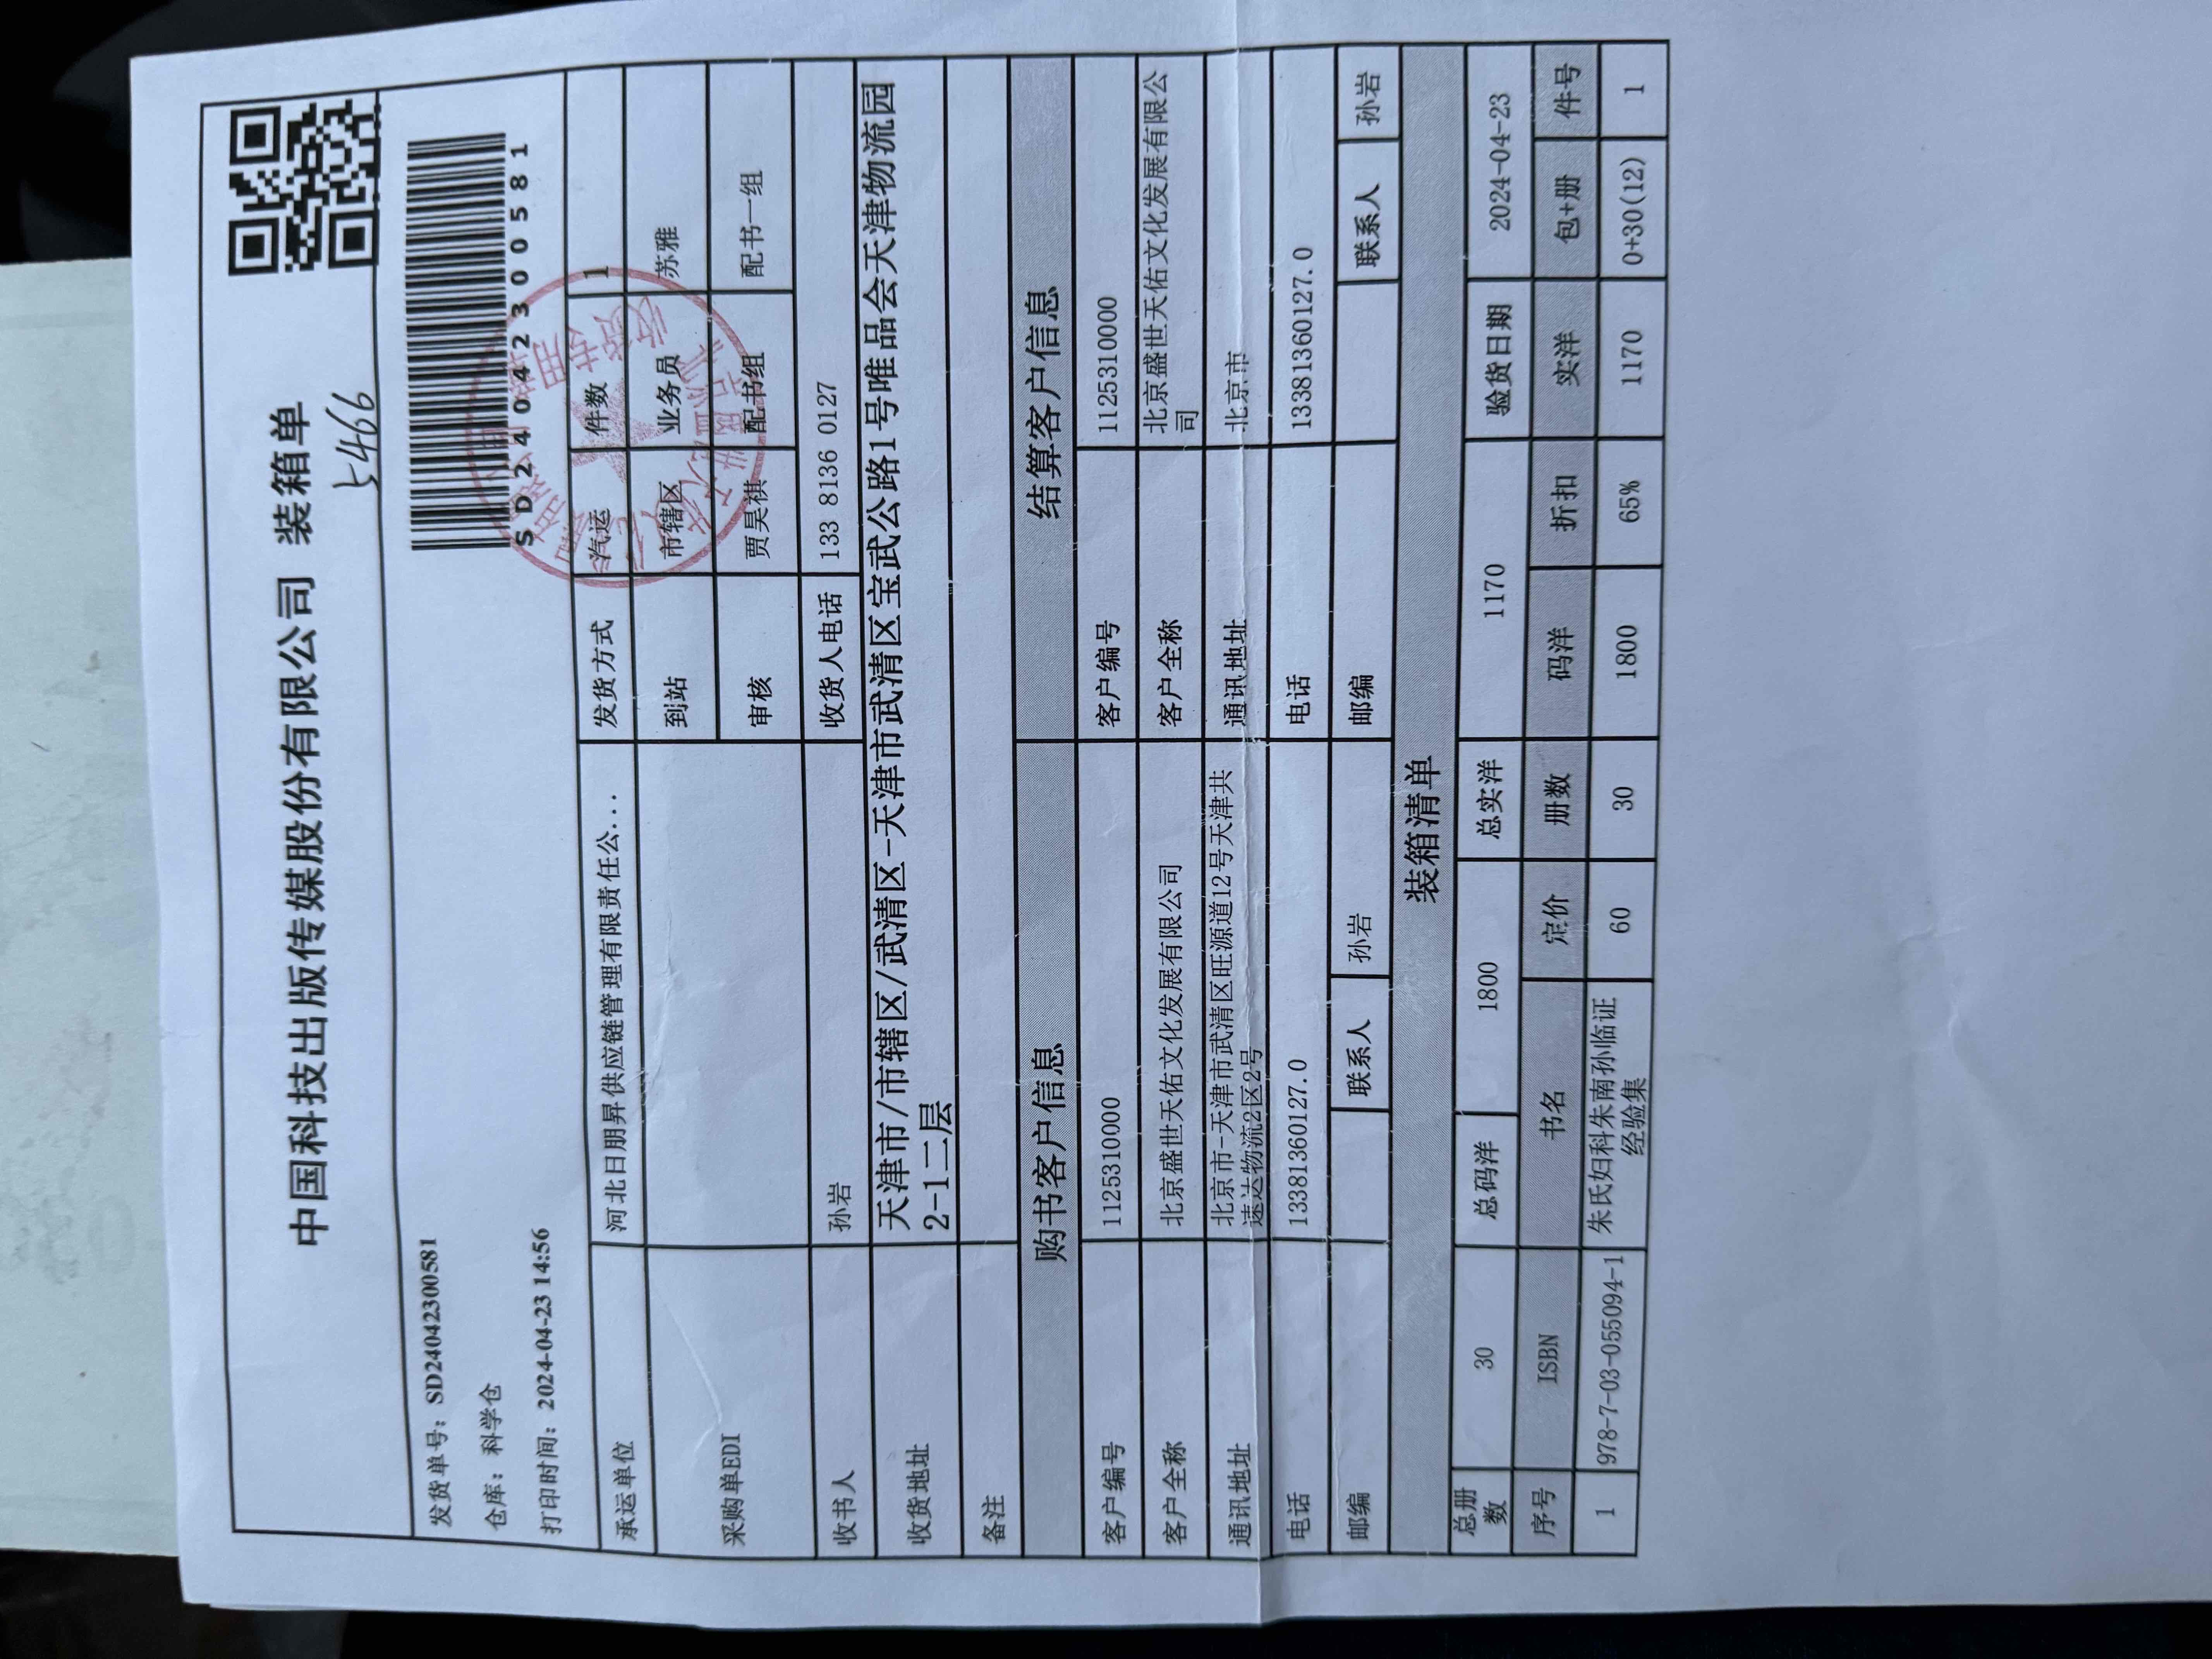 中国科技出版传媒股份有限公司 装箱单
5466
发货单号：SD24042300581
仓库：科学仓
打印时间：2024-04-23 14:56
SD24042300581
承运单位 河北日朋昇供应链管理有限责任公... 发货方式 汽运 件数 1
采购单EDI 到站 市辖区 业务员 苏雅
审核 贾昊祺 配书组 配书一组
收书人 孙岩 收货人电话 133 8136 0127
收货地址 天津市/市辖区/武清区-天津市武清区宝武公路1号唯品会天津物流园
2-1二层
备注
购书客户信息 结算客户信息
客户编号 1125310000 客户编号 1125310000
客户全称 北京盛世天佑文化发展有限公司 客户全称 北京盛世天佑文化发展有限公
司
通讯地址 北京市-天津市武清区旺源道12号天津共 通讯地址 北京市
速达物流2区2号
电话 13381360127.0 电话 13381360127.0
邮编 联系人 孙岩 邮编 联系人 孙岩
装箱清单
总册
数 30 总码洋 1800 总实洋 1170 验货日期 2024-04-23
序号 ISBN 书名 定价 册数 码洋 折扣 实洋 包+册 件号
1 978-7-03-055094-1 朱氏妇科朱南孙临证 60 30 1800 65% 1170 0+30(12) 1
经验集